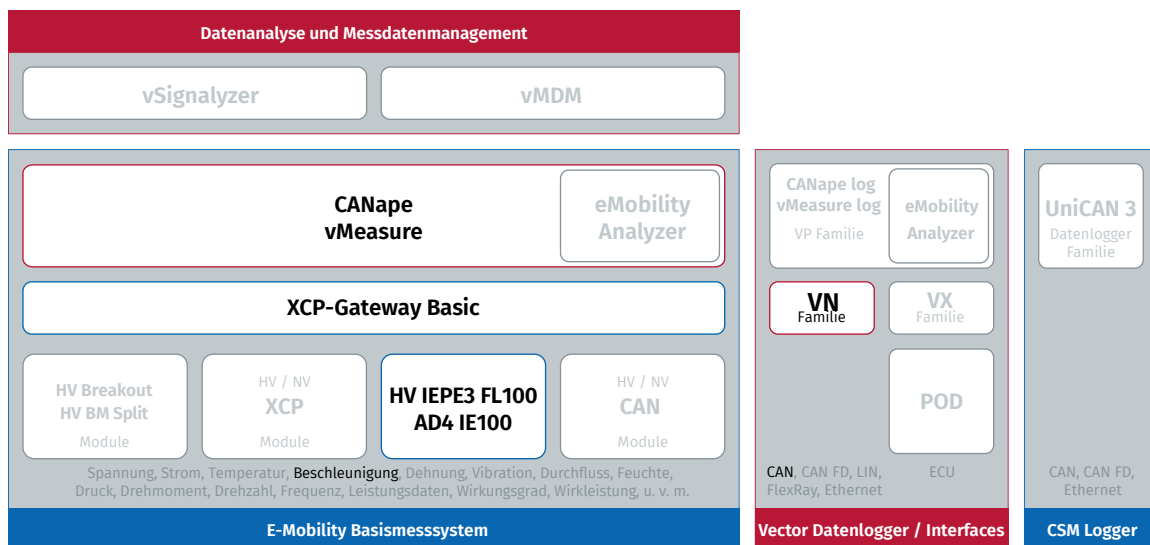 Datenanalyse und Messdatenmanagement
vSignalyzer
vMDM
CANape
vMeasure
eMobility
Analyzer
XCP-Gateway Basic
HV Breakout
HV BM Split
Module
HV / NV
XCP
Module
HV IEPE3 FL100
AD4 IE100
HV / NV
CAN
Module
Spannung, Strom, Temperatur, Beschleunigung, Dehnung, Vibration, Durchfluss, Feuchte,
Druck, Drehmoment, Drehzahl, Frequenz, Leistungsdaten, Wirkungsgrad, Wirkleistung, u. v. m.
E-Mobility Basismesssystem
CANape log
vMeasure log
VP Familie
eMobility
Analyzer
VN
Familie
VX
Familie
POD
CAN, CAN FD, LIN,
FlexRay, Ethernet
ECU
Vector Datenlogger / Interfaces
UniCAN 3
Datenlogger
Familie
CAN, CAN FD,
Ethernet
CSM Logger